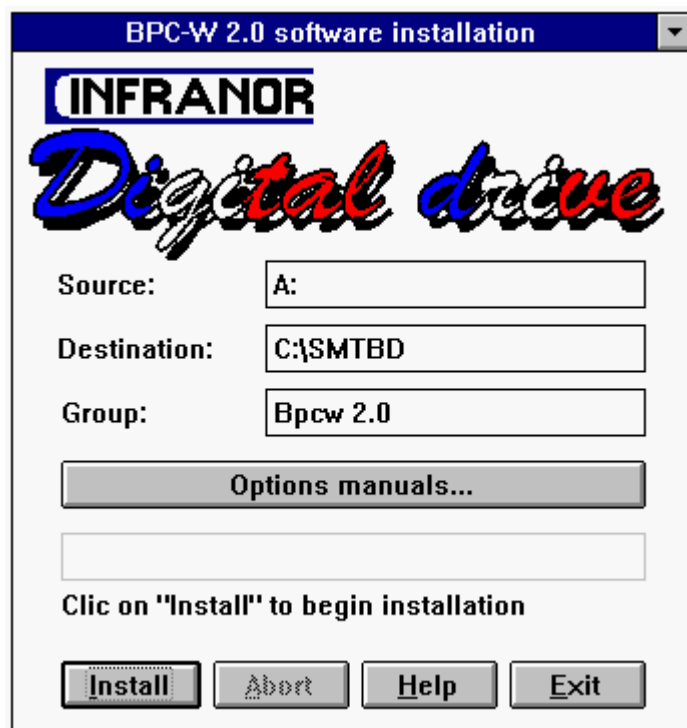 BPC-W 2.0 software installation
INFRANOR
Digital drive
Source: A:
Destination: C:\SMTBD
Group: Bpcw 2.0
Options manuals...
Clic on "Install" to begin installation
Install Abort Help Exit